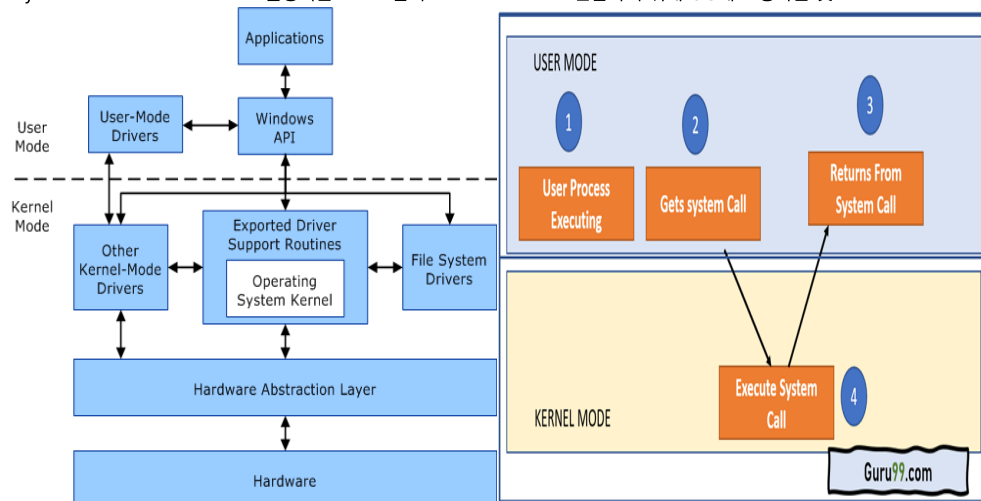 Applications
User-Mode
Drivers
Windows
API
User
Mode
Kernel
Mode
Other
Kernel-Mode
Drivers
Exported Driver
Support Routines
Operating
System Kernel
File System
Drivers
Hardware Abstraction Layer
Hardware
USER MODE
1
2
3
User Process
Executing
Gets system Call
Returns From
System Call
Execute System
Call
4
KERNEL MODE
Guru99.com